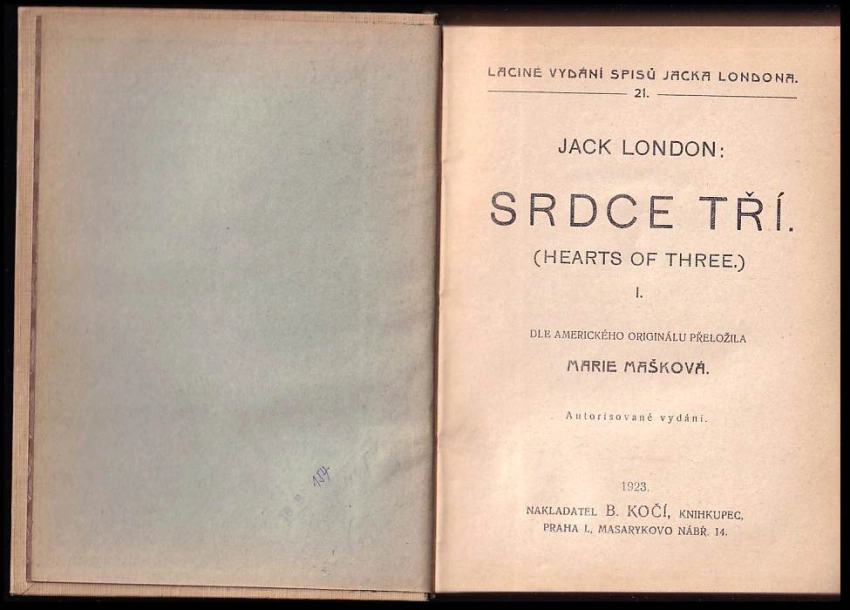 154
LACINÉ VYDÁNÍ SPISŮ JACKA LONDONA.
21.
JACK LONDON:
SRDCE TŘÍ.
(HEARTS OF THREE.)
I.
DLE AMERICKÉHO ORIGINÁLU PŘELOŽILA
MARIE MAŠKOVÁ.
Autorisované vydání.
1923.
NAKLADATEL B. KOČÍ, KNIHKUPEC,
PRAHA I., MASARYKOVO NÁBŘ. 14.